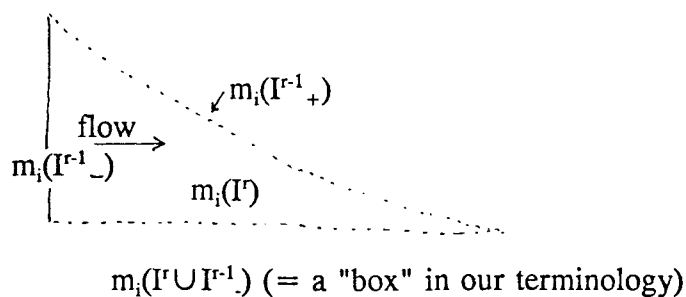 m_i(I^{r-1}_+)
flow
m_i(I^{r-1}_-)
m_i(I^r)
m_i(I^r ∪ I^{r-1}_-) (= a "box" in our terminology)